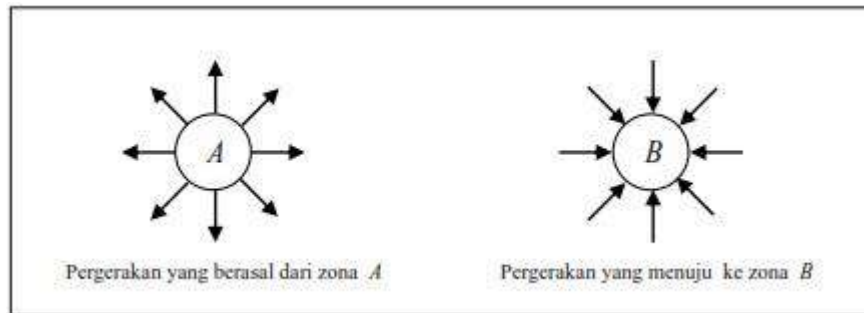 A
B
Pergerakan yang berasal dari zona A
Pergerakan yang menuju ke zona B